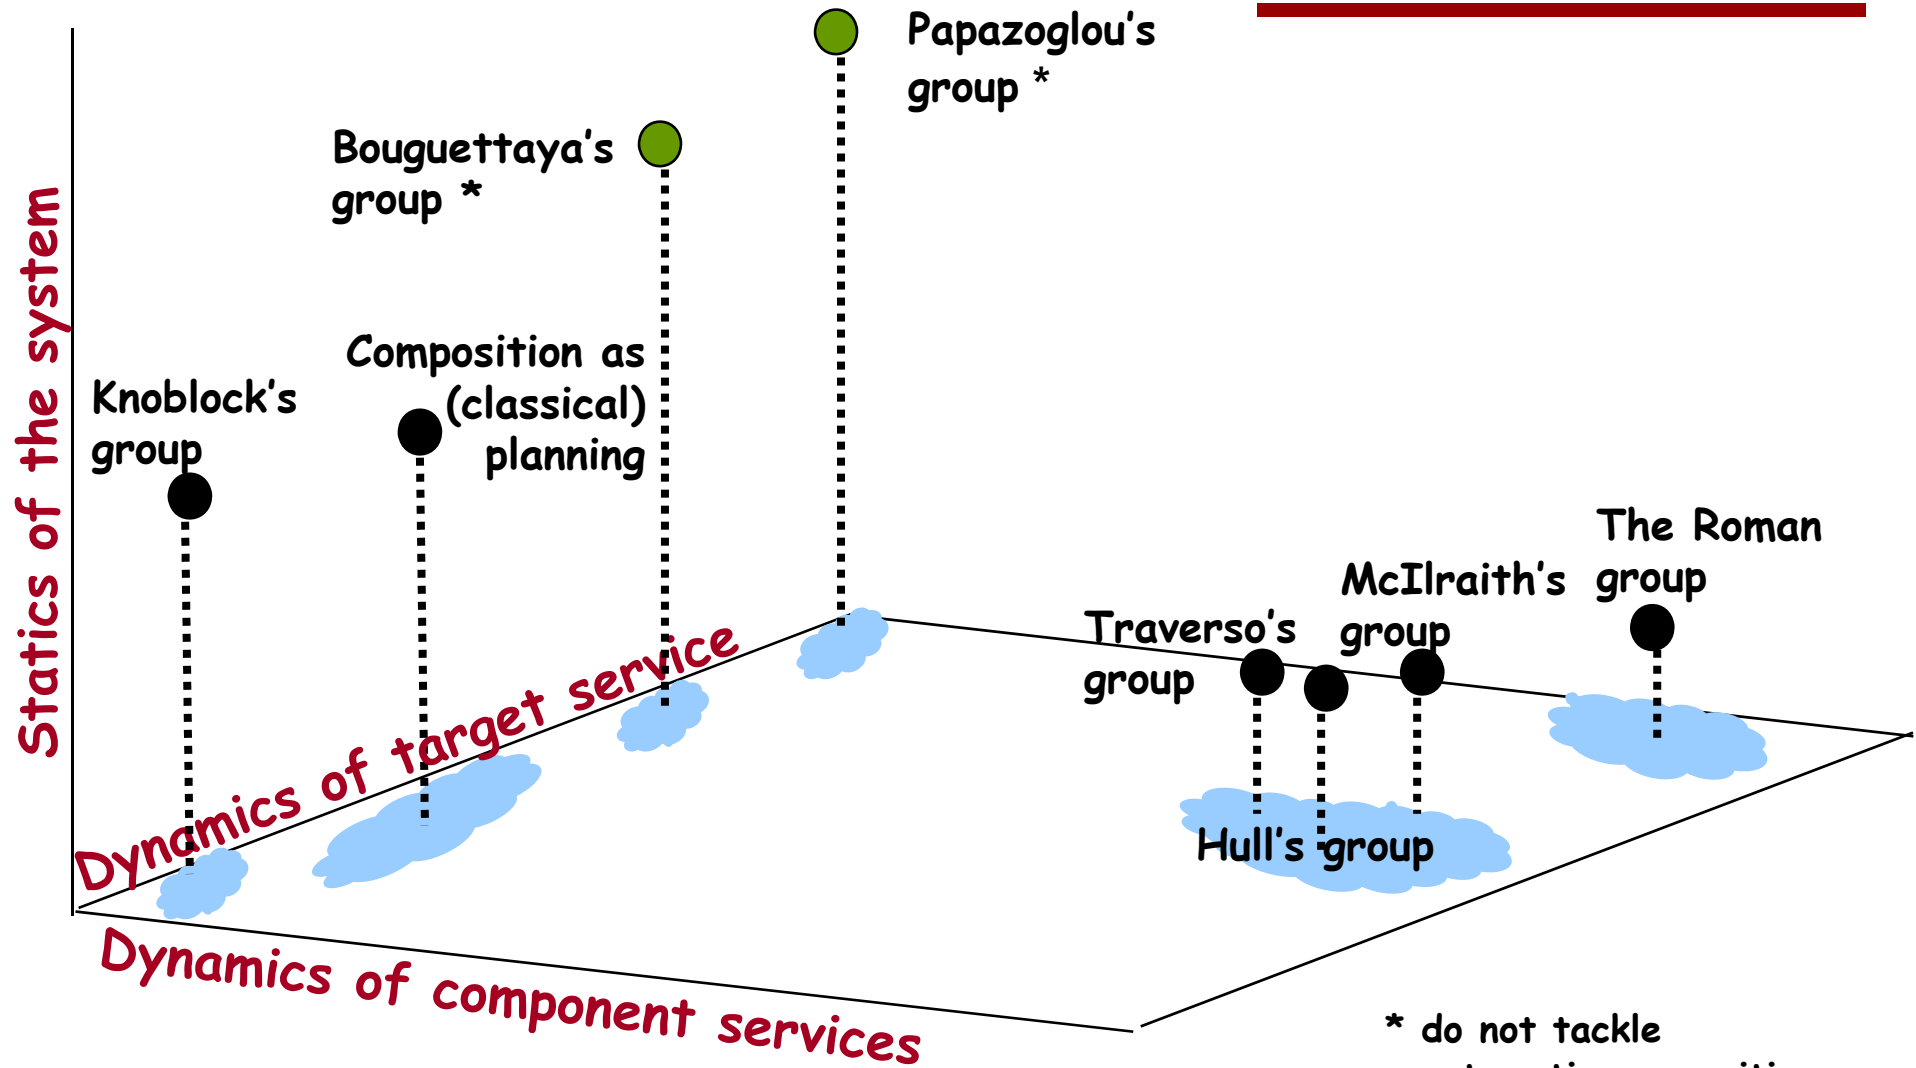 Papazoglou's
group *
Bouguettaya's
group *
Statics of the system
Composition as
(classical)
planning
Knoblock's
group
The Roman
group
McIlraith's
group
Traverso's
group
Dynamics of target service
Hull's group
Dynamics of component services
* do not tackle